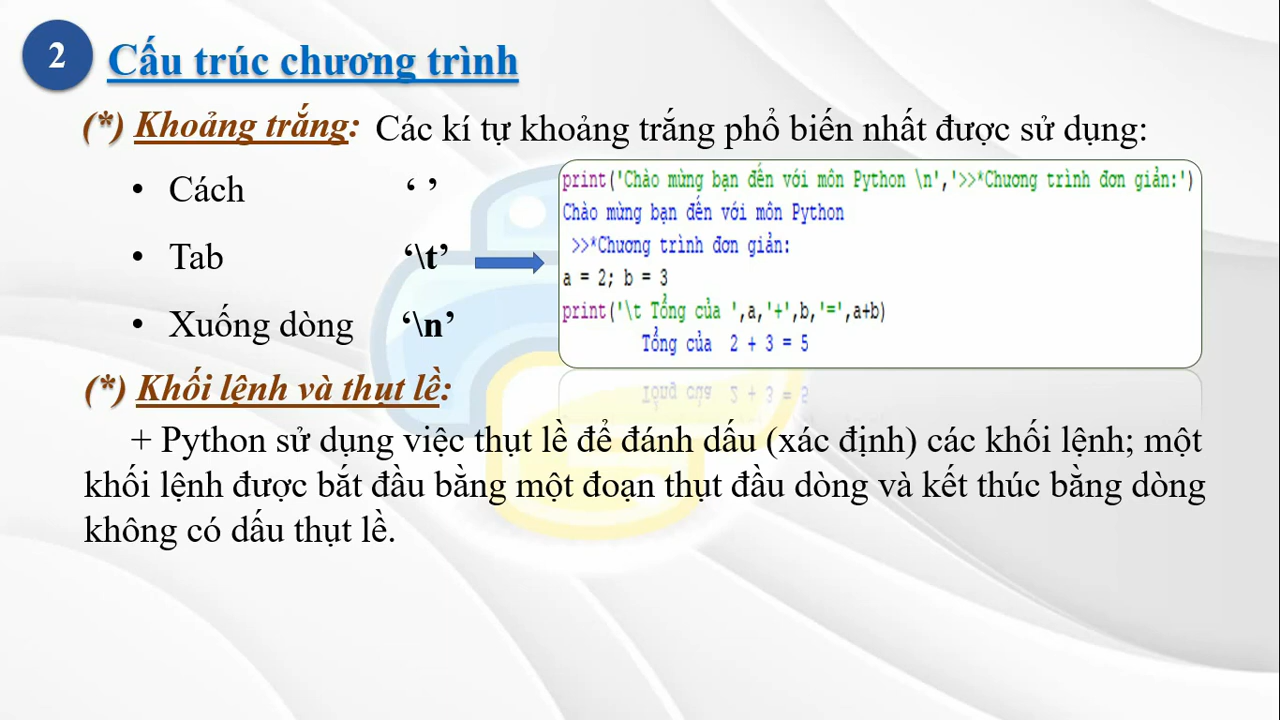 2
Cấu trúc chương trình
(*) Khoảng trắng: Các kí tự khoảng trắng phổ biến nhất được sử dụng:
• Cách ‘ ’
• Tab ‘\t’
• Xuống dòng ‘\n’
print('Chào mừng bạn đến với môn Python \n','>>*Chương trình đơn giản:')
Chào mừng bạn đến với môn Python
>>*Chương trình đơn giản:
a = 2; b = 3
print('\t Tổng của ',a,'+',b,'=',a+b)
Tổng của 2 + 3 = 5
(*) Khối lệnh và thụt lề:
+ Python sử dụng việc thụt lề để đánh dấu (xác định) các khối lệnh; một
khối lệnh được bắt đầu bằng một đoạn thụt đầu dòng và kết thúc bằng dòng
không có dấu thụt lề.